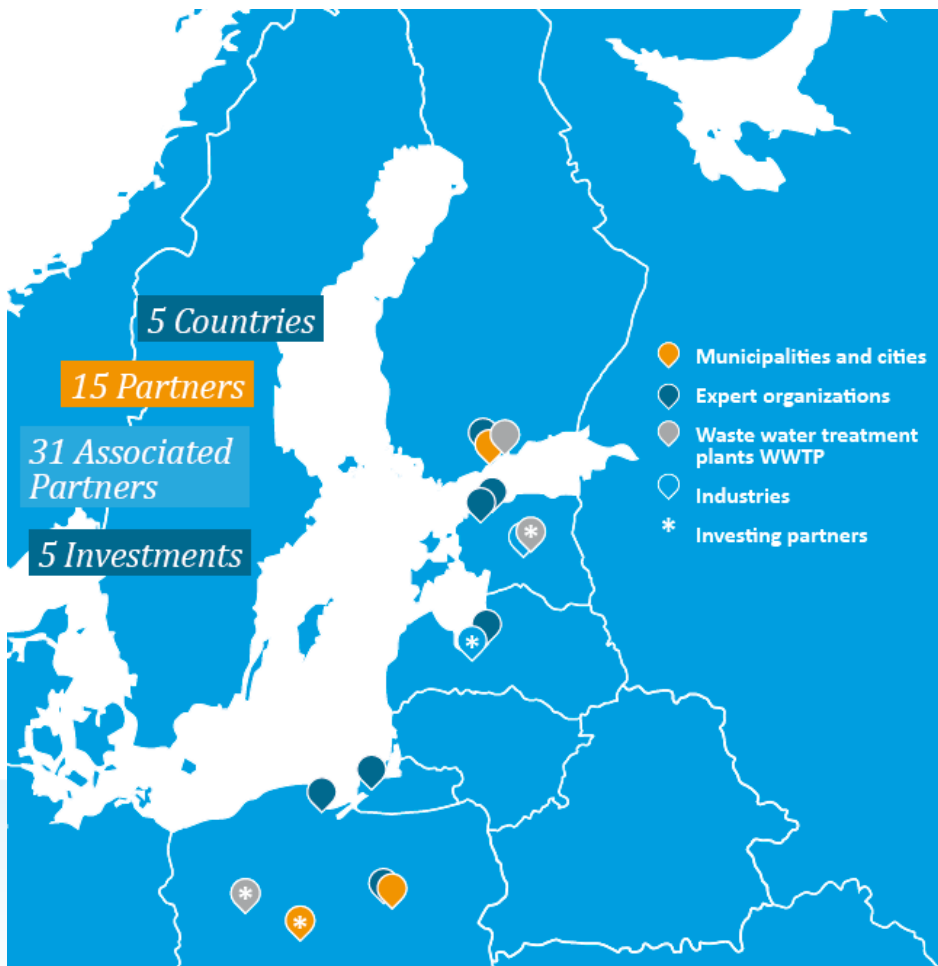 5 Countries
15 Partners
31 Associated
Partners
5 Investments
Municipalities and cities
Expert organizations
Waste water treatment
plants WWTP
Industries
* Investing partners